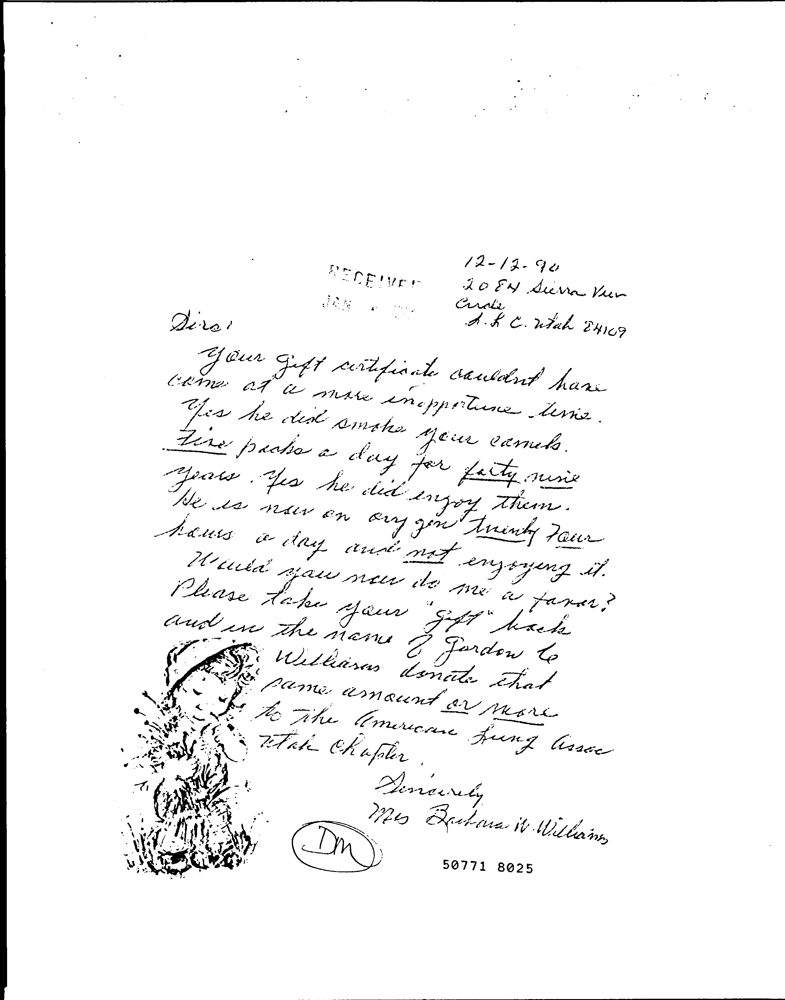 12-12-90
RECEIVED
2084 Sierra View
JAN
Circle
S.L.C. Utah 84109
Sirs:
Your gift certificate couldnt have
come at a more inopportune time.
Yes he did smoke your camels.
Five packs a day for forty nine
years. Yes he did enjoy them.
He is now on oxygen twenty four
hours a day and not enjoying it.
Would you now do me a favor?
Please take your "gift" back
and in the name of Gordon
Williams donate that
same amount or more
to the American Lung Assoc
Utah Chapter.
Sincerely
Mrs Barbara W. Williams
DM
50771 8025